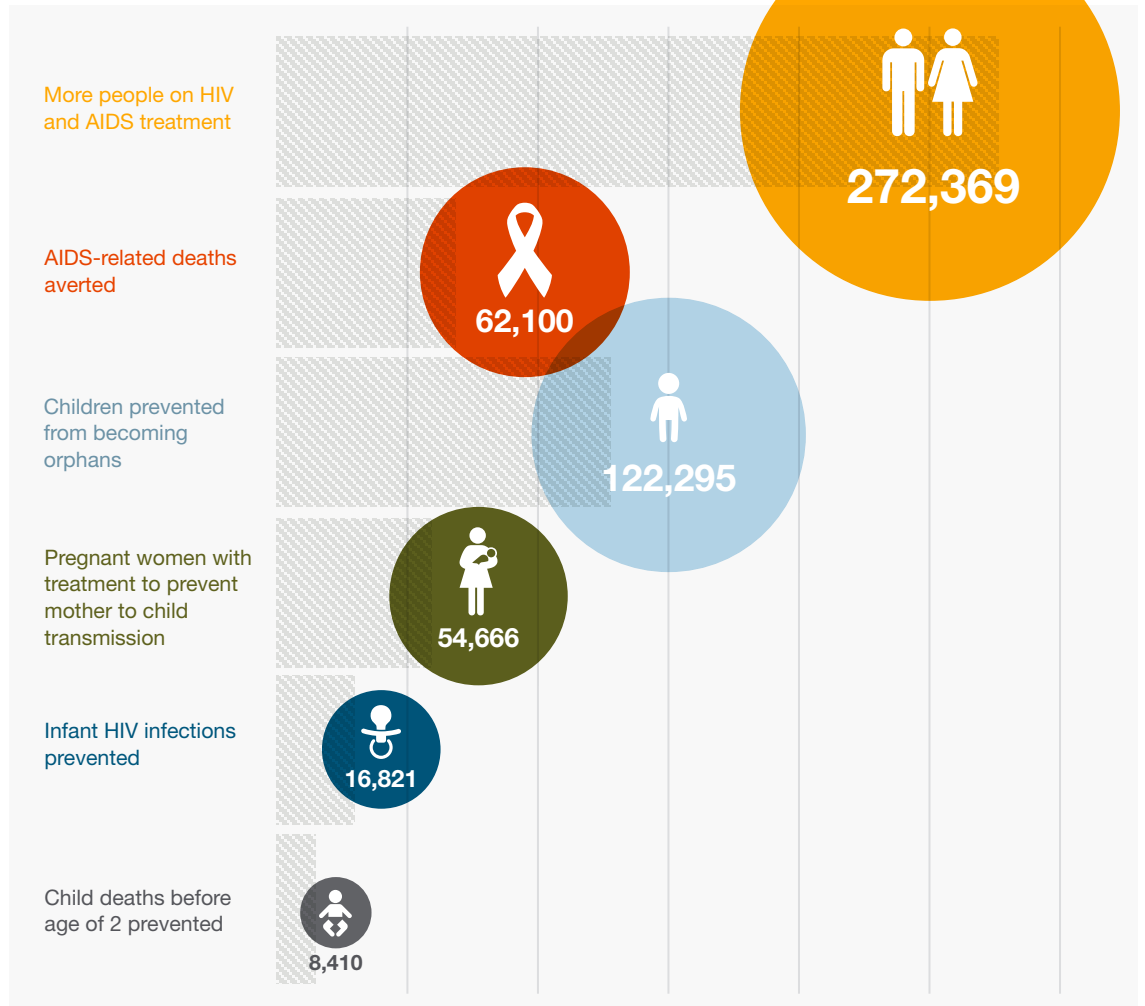 More people on HIV
and AIDS treatment
272,369
AIDS-related deaths
averted
62,100
Children prevented
from becoming
orphans
122,295
Pregnant women with
treatment to prevent
mother to child
transmission
54,666
Infant HIV infections
prevented
16,821
Child deaths before
age of 2 prevented
8,410